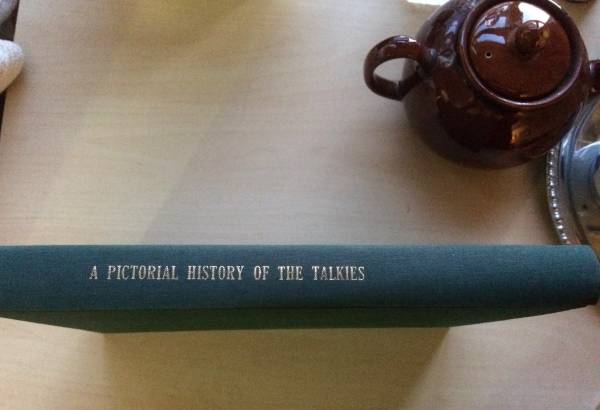 A PICTORIAL HISTORY OF THE TALKIES